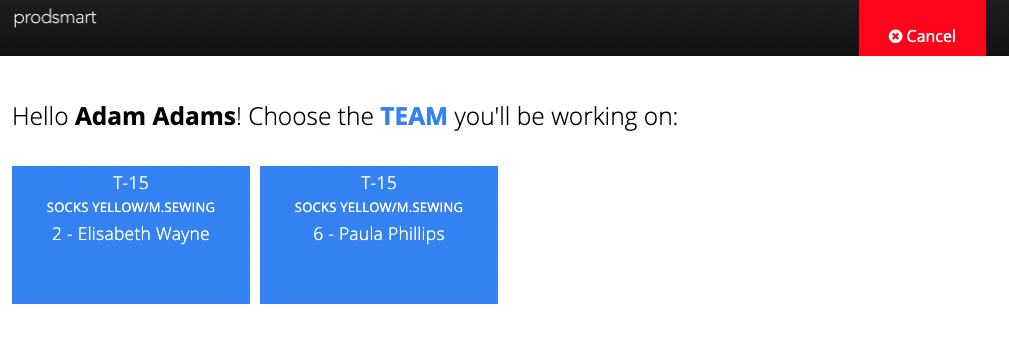 prodsmart
Cancel
Hello Adam Adams! Choose the TEAM you'll be working on:
T-15
SOCKS YELLOW/M.SEWING
2 - Elisabeth Wayne
T-15
SOCKS YELLOW/M.SEWING
6 - Paula Phillips